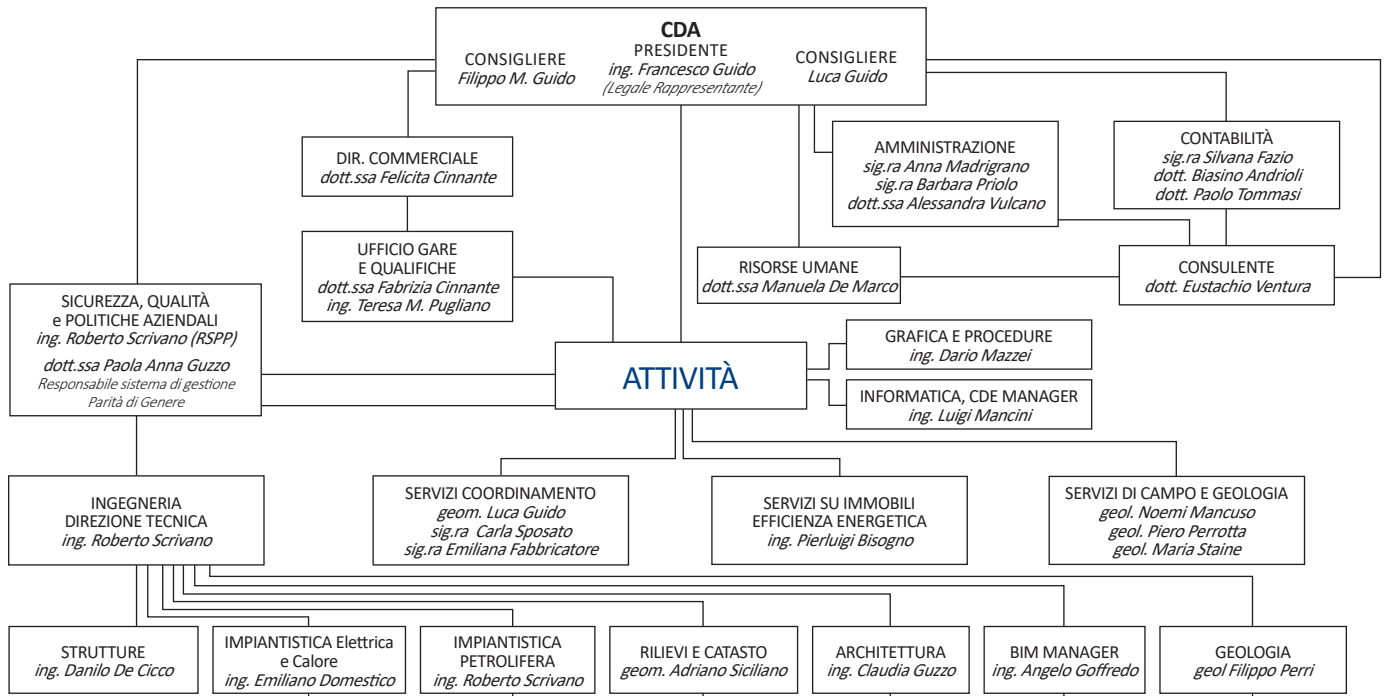 CDA
CONSIGLIERE
Filippo M. Guido
PRESIDENTE
ing. Francesco Guido
(Legale Rappresentante)
CONSIGLIERE
Luca Guido
DIR. COMMERCIALE
dott.ssa Felicita Cinnante
AMMINISTRAZIONE
sig.ra Anna Madrigrano
sig.ra Barbara Priolo
dott.ssa Alessandra Vulcano
CONTABILITÀ
sig.ra Silvana Fazio
dott. Biasino Andrioli
dott. Paolo Tommasi
UFFICIO GARE
E QUALIFICHE
dott.ssa Fabrizia Cinnante
ing. Teresa M. Pugliano
RISORSE UMANE
dott.ssa Manuela De Marco
CONSULENTE
dott. Eustachio Ventura
SICUREZZA, QUALITÀ
e POLITICHE AZIENDALI
ing. Roberto Scrivano (RSPP)
dott.ssa Paola Anna Guzzo
Responsabile sistema di gestione
Parità di Genere
ATTIVITÀ
GRAFICA E PROCEDURE
ing. Dario Mazzei
INFORMATICA, CDE MANAGER
ing. Luigi Mancini
INGEGNERIA
DIREZIONE TECNICA
ing. Roberto Scrivano
SERVIZI COORDINAMENTO
geom. Luca Guido
sig.ra Carla Sposato
sig.ra Emiliana Fabbricatore
SERVIZI SU IMMOBILI
EFFICIENZA ENERGETICA
ing. Pierluigi Bisogno
SERVIZI DI CAMPO E GEOLOGIA
geol. Noemi Mancuso
geol. Piero Perrotta
geol. Maria Staine
STRUTTURE
ing. Danilo De Cicco
IMPIANTISTICA Elettrica
e Calore
ing. Emiliano Domestico
IMPIANTISTICA
PETROLIFERA
ing. Roberto Scrivano
RILIEVI E CATASTO
geom. Adriano Siciliano
ARCHITETTURA
ing. Claudia Guzzo
BIM MANAGER
ing. Angelo Goffredo
GEOLOGIA
geol Filippo Perri